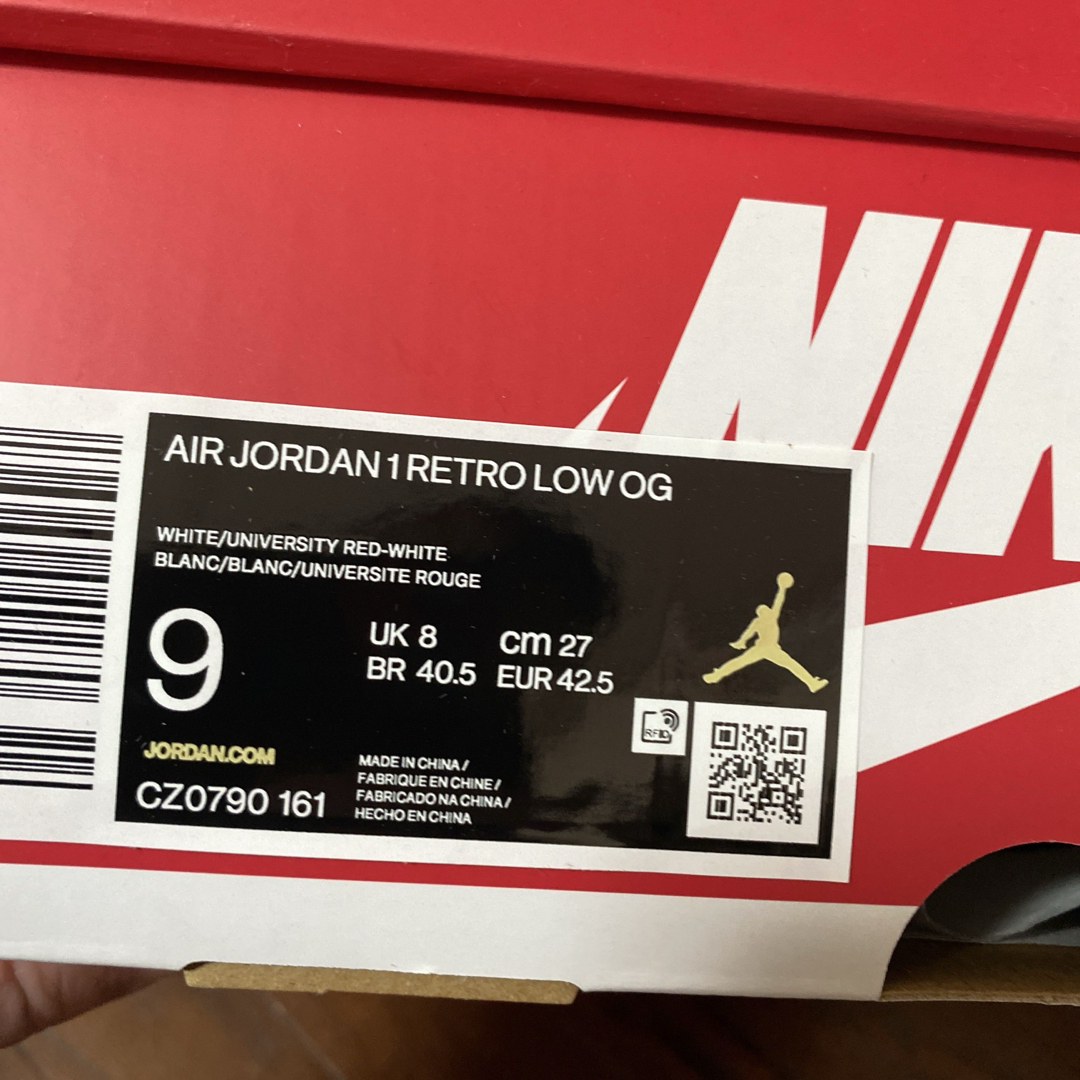 NIK
AIR JORDAN 1 RETRO LOW OG
WHITE/UNIVERSITY RED-WHITE
BLANC/BLANC/UNIVERSITE ROUGE
9
UK 8 cm 27
BR 40.5 EUR 42.5
RFID
JORDAN.COM
CZ0790 161
MADE IN CHINA /
FABRIQUE EN CHINE /
FABRICADO NA CHINA /
HECHO EN CHINA